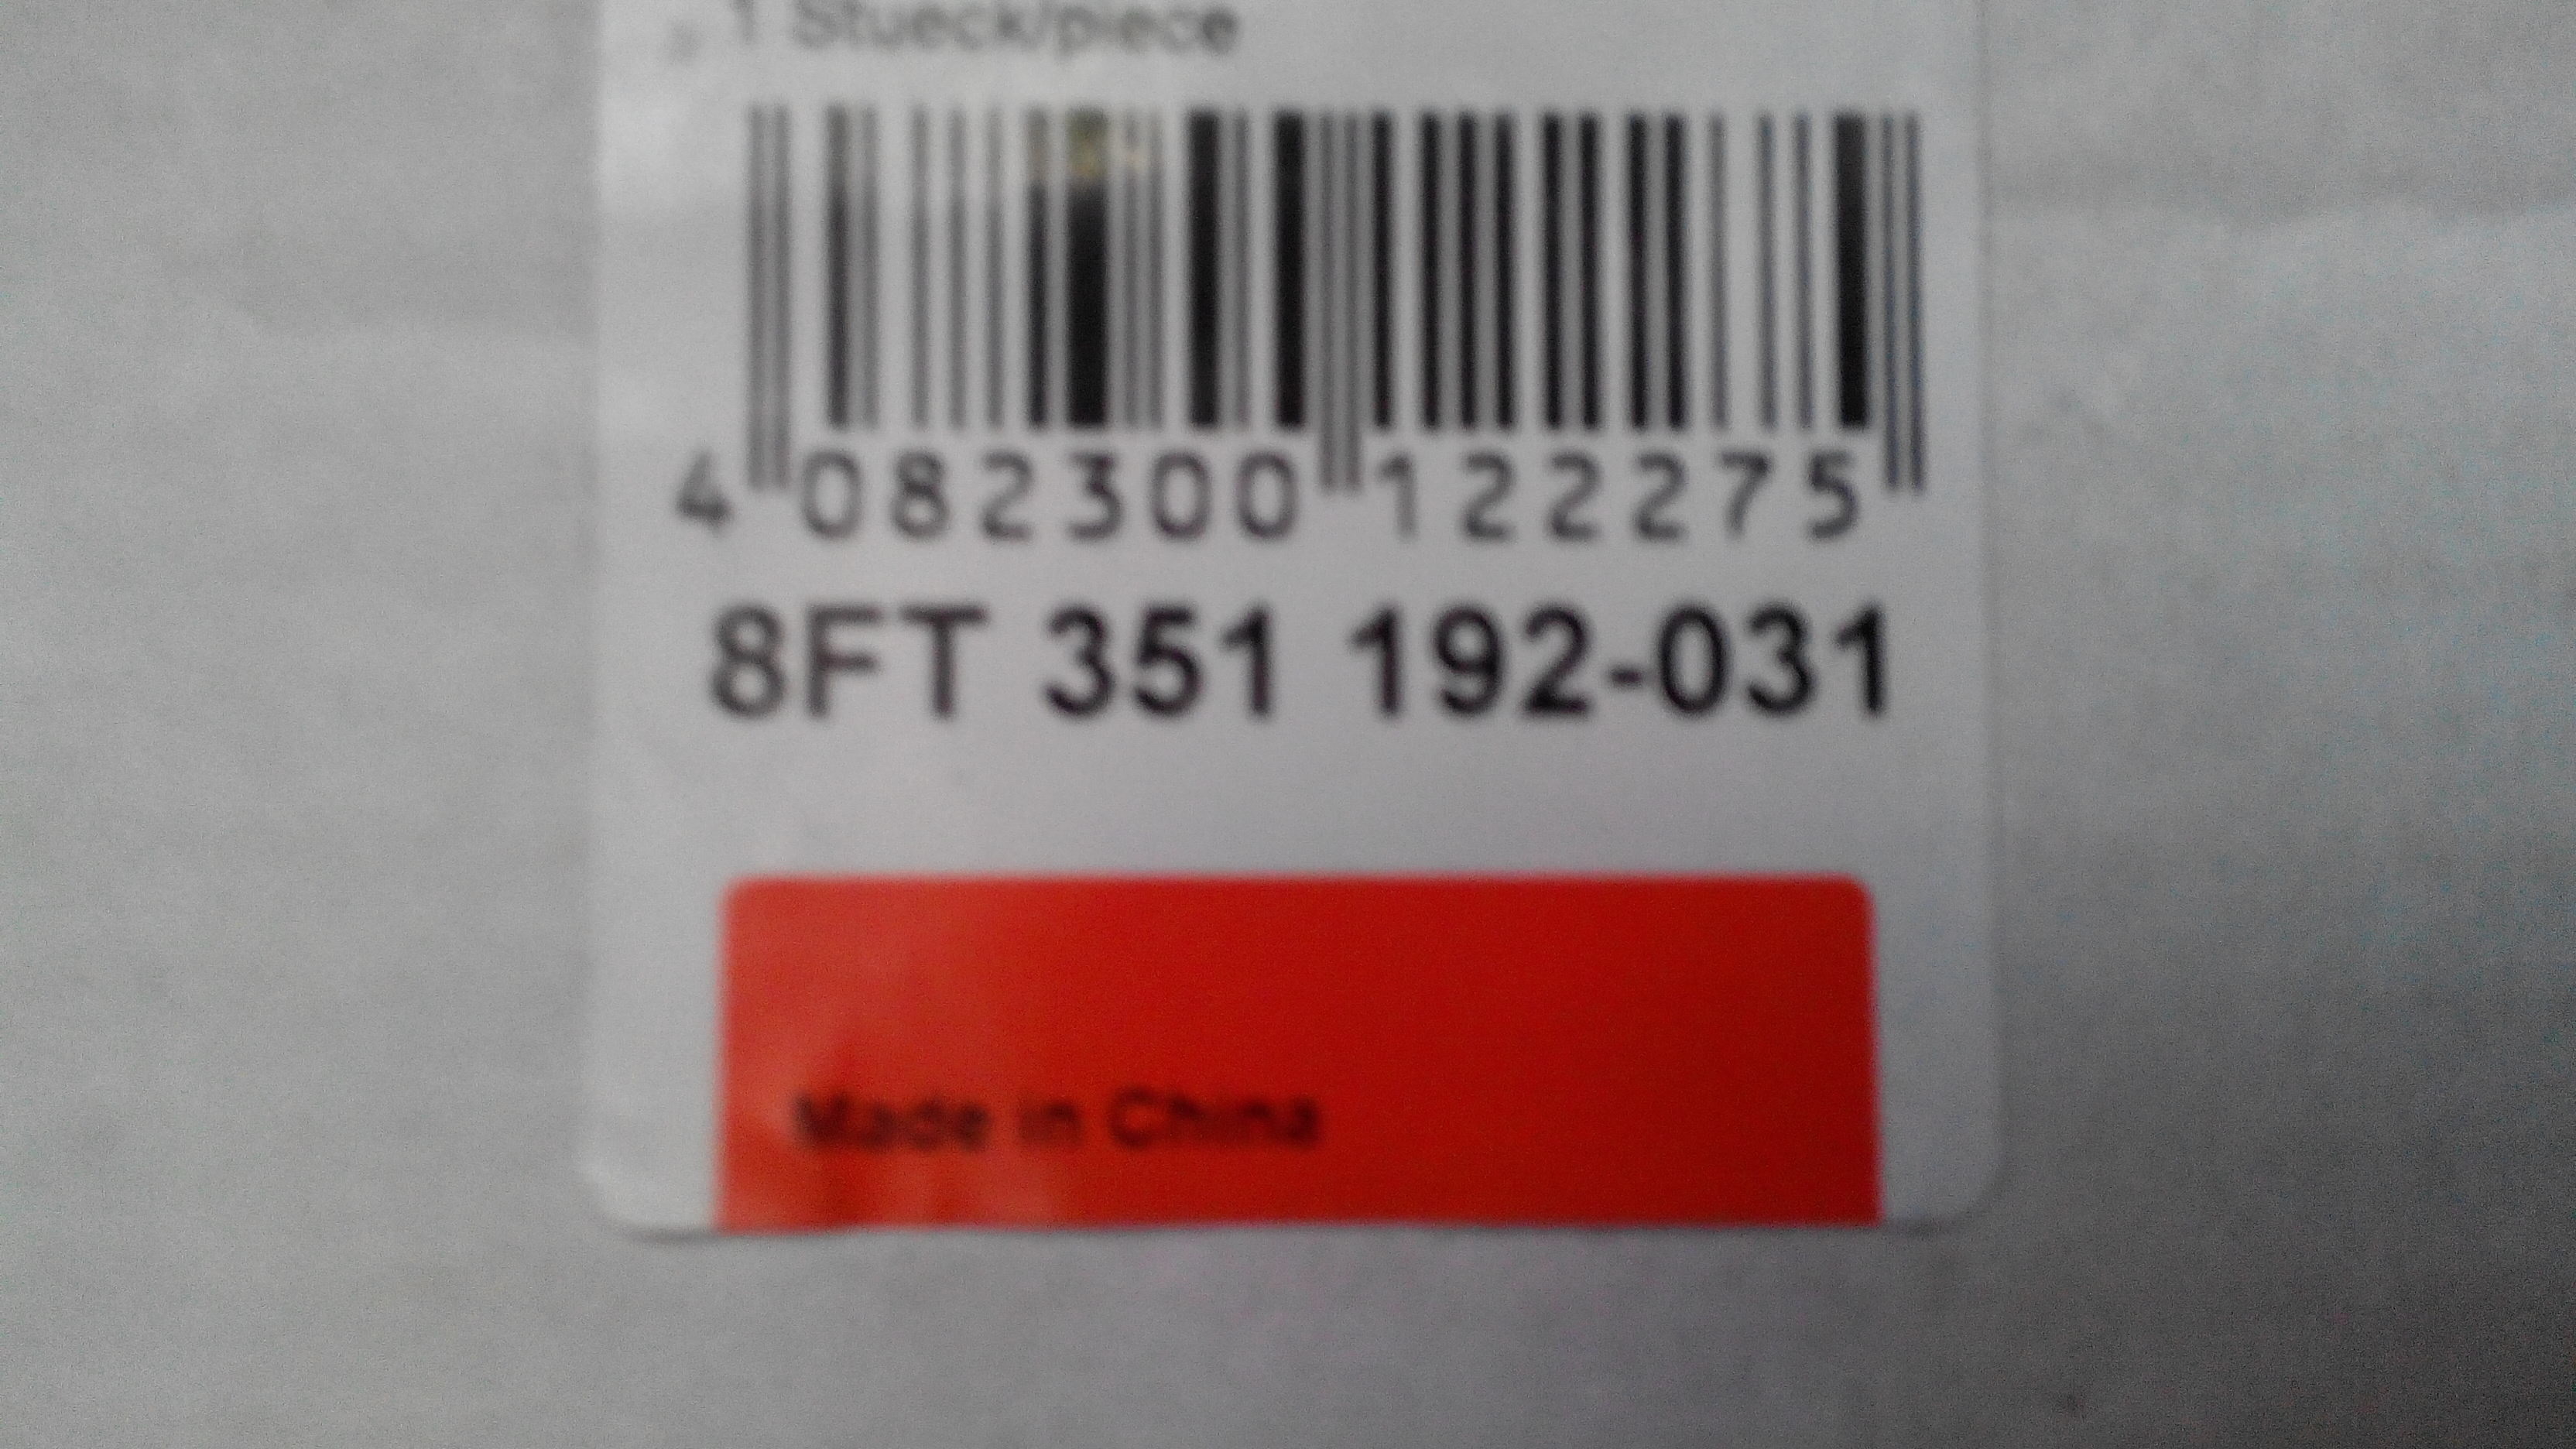 1 Stueck/piece
4 082300 122275
8FT 351 192-031
Made in China